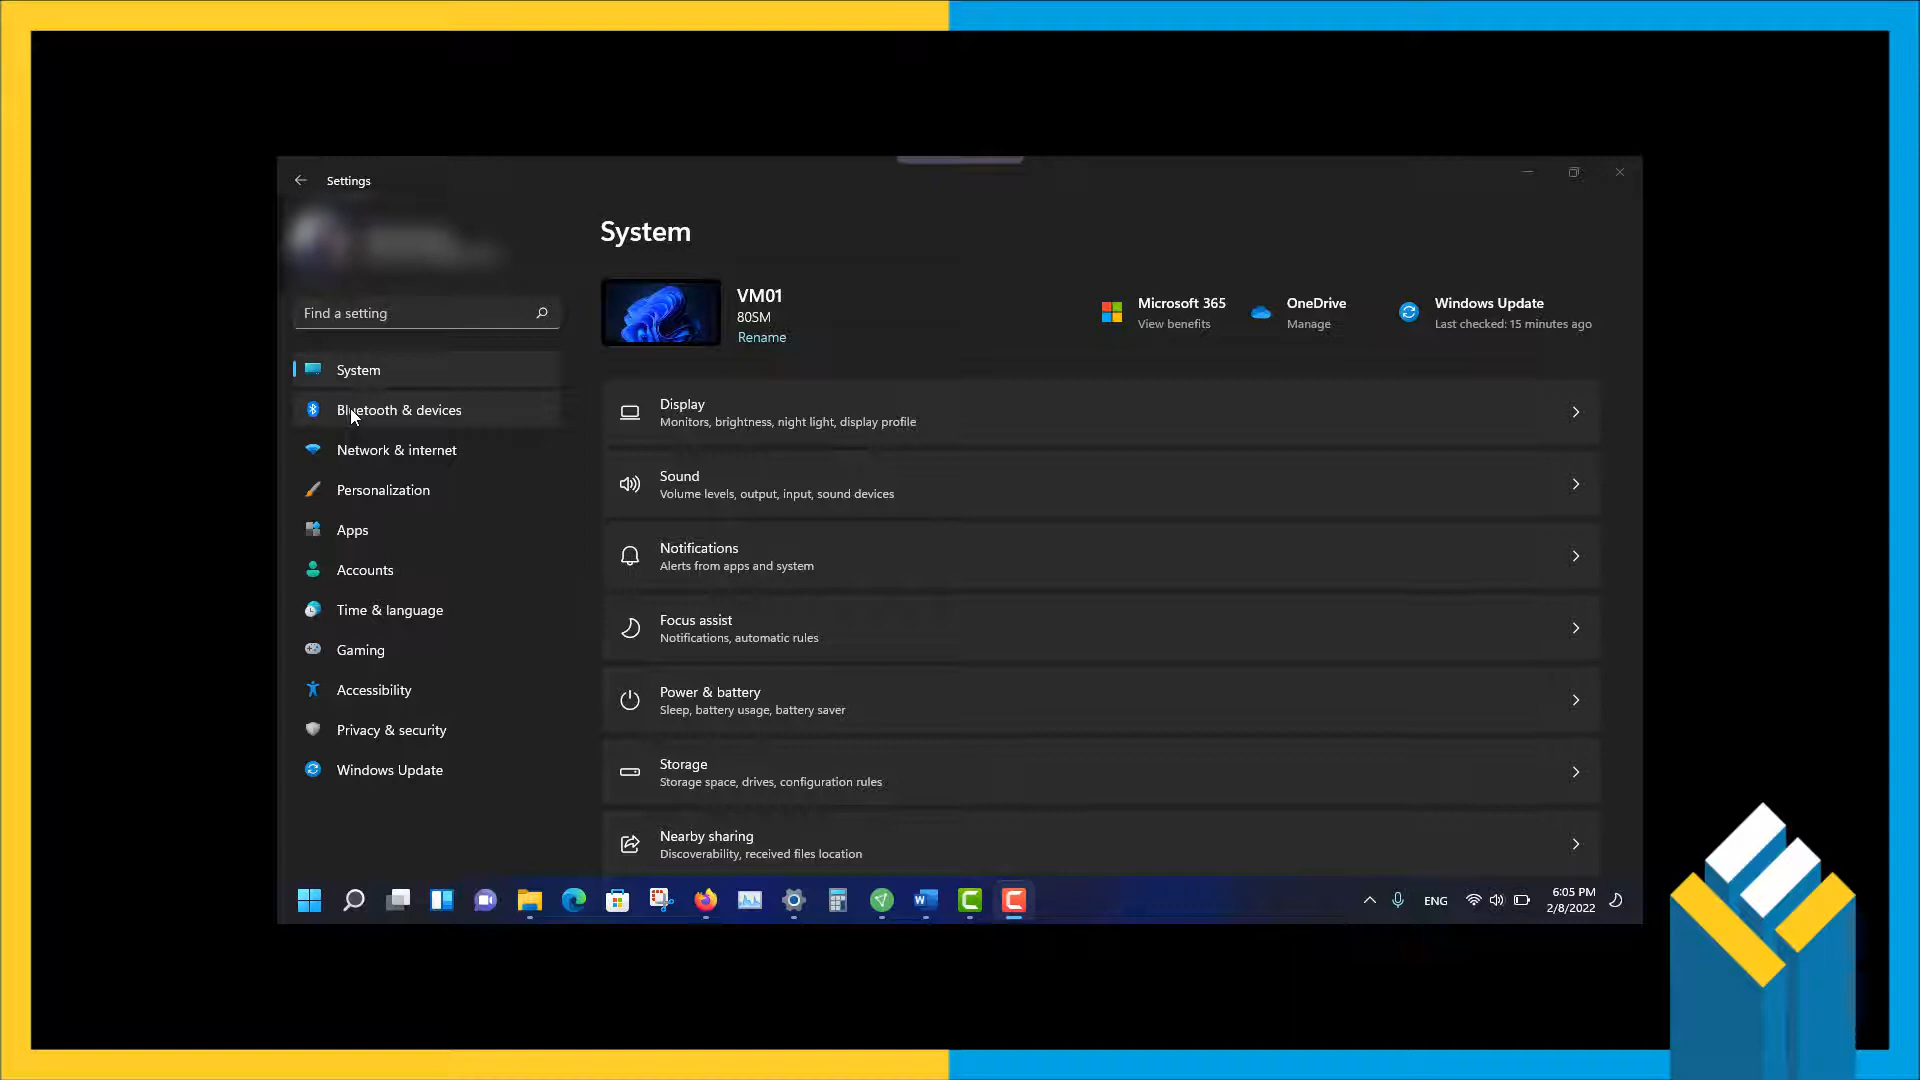 Settings
System
Find a setting
VM01
80SM
Rename
Microsoft 365
View benefits
OneDrive
Manage
Windows Update
Last checked: 15 minutes ago
System
Bluetooth & devices
Network & internet
Personalization
Apps
Accounts
Time & language
Gaming
Accessibility
Privacy & security
Windows Update
Display
Monitors, brightness, night light, display profile
Sound
Volume levels, output, input, sound devices
Notifications
Alerts from apps and system
Focus assist
Notifications, automatic rules
Power & battery
Sleep, battery usage, battery saver
Storage
Storage space, drives, configuration rules
Nearby sharing
Discoverability, received files location
ENG
6:05 PM
2/8/2022